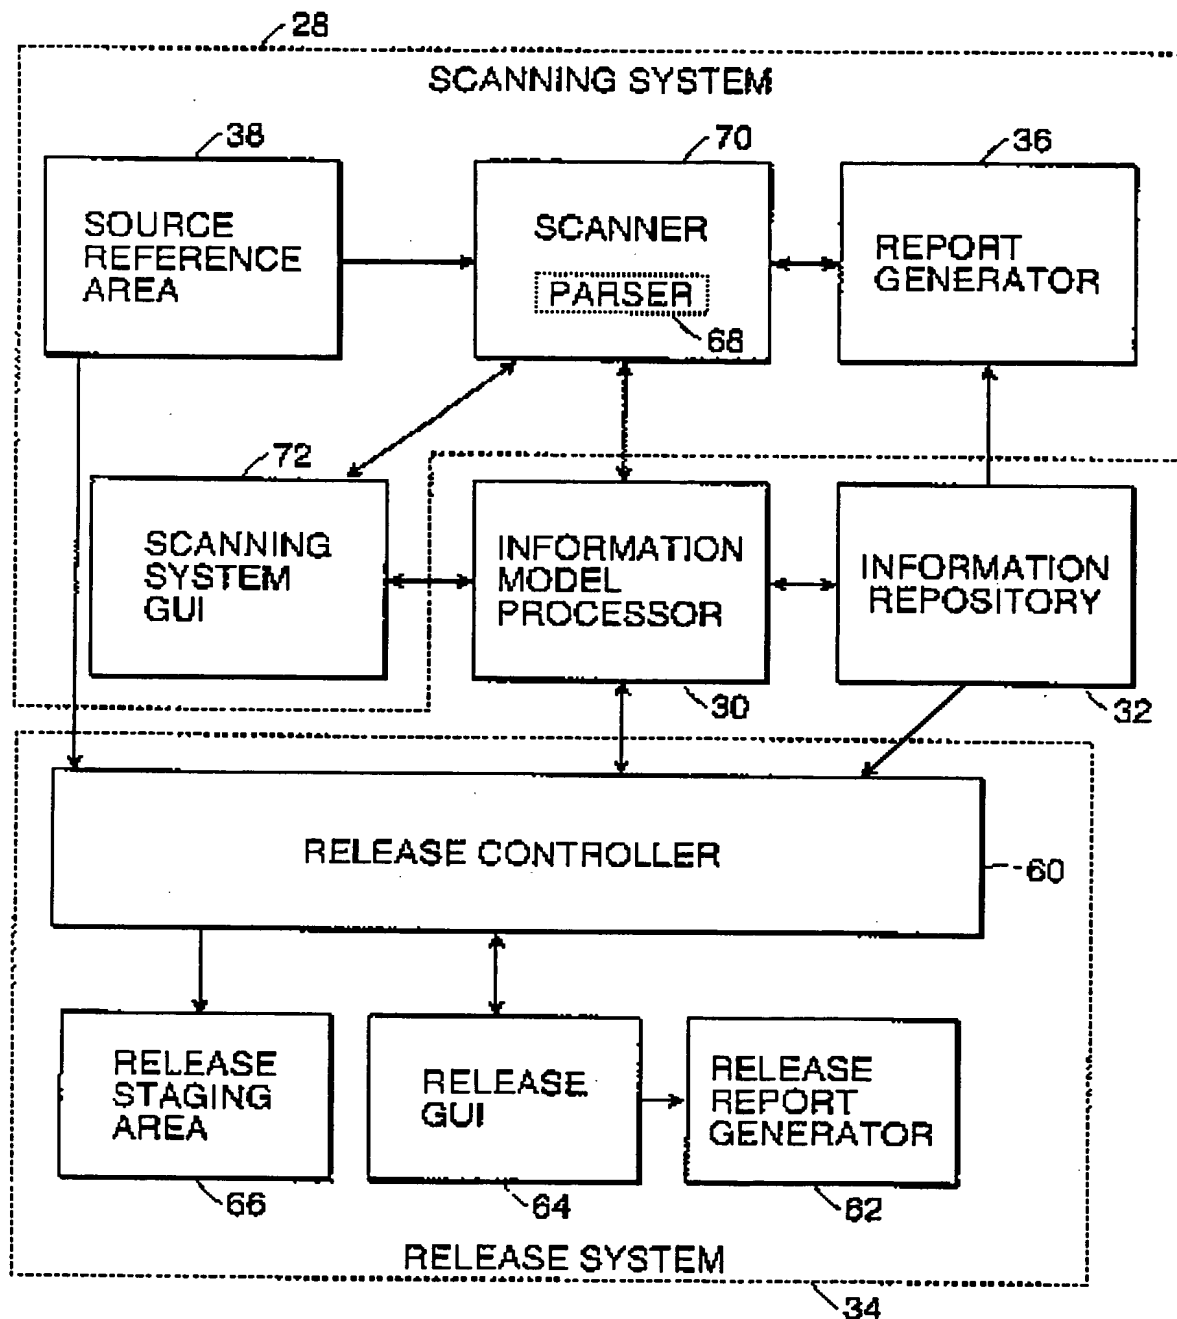 28
SCANNING SYSTEM
38
70
36
SOURCE
REFERENCE
AREA
SCANNER
PARSER
68
REPORT
GENERATOR
72
SCANNING
SYSTEM
GUI
INFORMATION
MODEL
PROCESSOR
INFORMATION
REPOSITORY
30
32
RELEASE CONTROLLER
60
RELEASE
STAGING
AREA
RELEASE
GUI
RELEASE
REPORT
GENERATOR
66
64
62
RELEASE SYSTEM
34